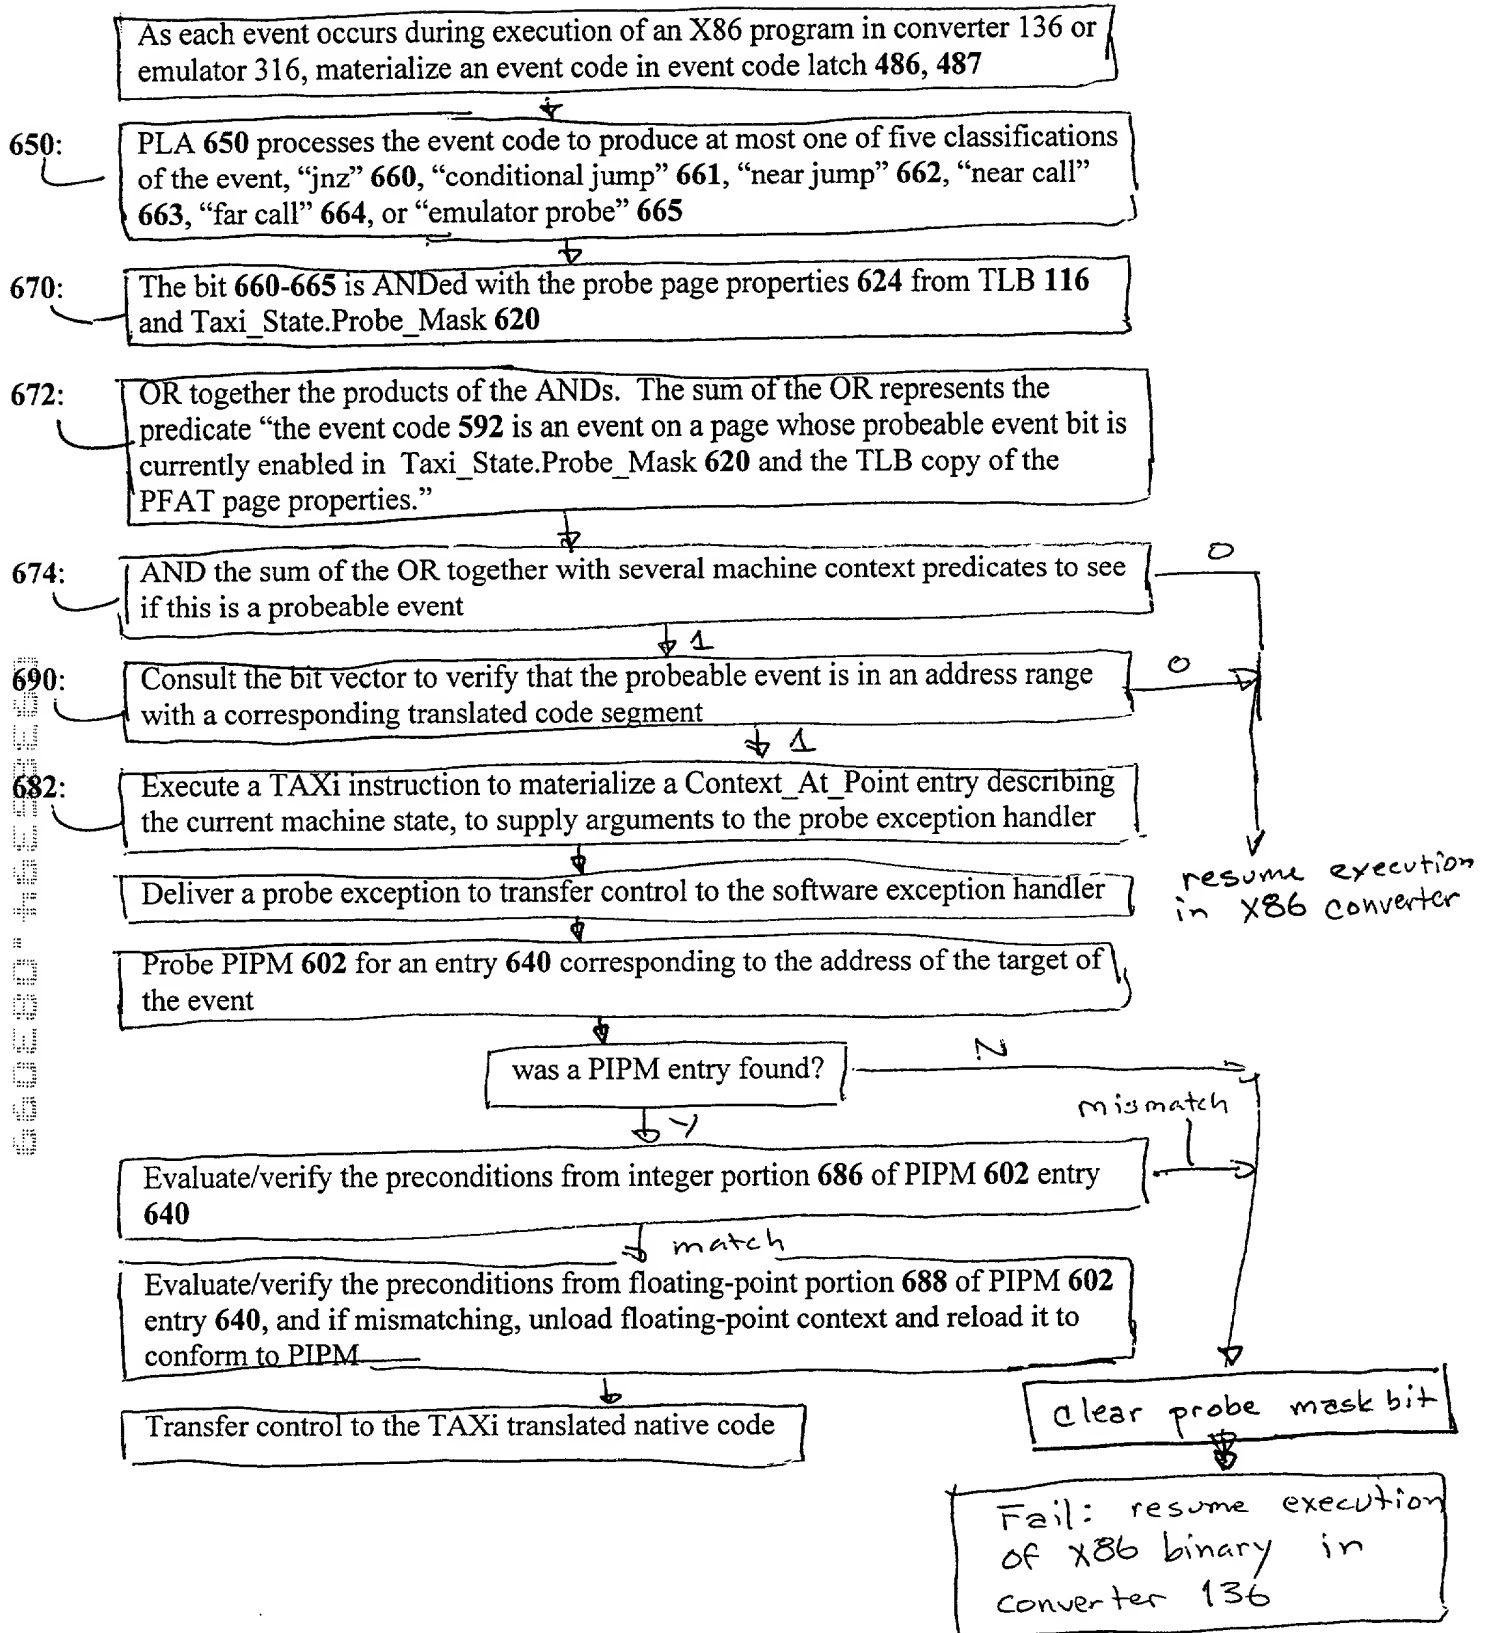 As each event occurs during execution of an X86 program in converter 136 or
emulator 316, materialize an event code in event code latch 486, 487
650:
PLA 650 processes the event code to produce at most one of five classifications
of the event, “jnz” 660, “conditional jump” 661, “near jump” 662, “near call”
663, “far call” 664, or “emulator probe” 665
670:
The bit 660-665 is ANDed with the probe page properties 624 from TLB 116
and Taxi_State.Probe_Mask 620
672:
OR together the products of the ANDs. The sum of the OR represents the
predicate “the event code 592 is an event on a page whose probeable event bit is
currently enabled in Taxi_State.Probe_Mask 620 and the TLB copy of the
PFAT page properties.”
674:
AND the sum of the OR together with several machine context predicates to see
if this is a probeable event
0
1
690:
Consult the bit vector to verify that the probeable event is in an address range
with a corresponding translated code segment
0
1
682:
Execute a TAXi instruction to materialize a Context_At_Point entry describing
the current machine state, to supply arguments to the probe exception handler
resume execution
in X86 converter
Deliver a probe exception to transfer control to the software exception handler
Probe PIPM 602 for an entry 640 corresponding to the address of the target of
the event
was a PIPM entry found?
N
Y
mismatch
Evaluate/verify the preconditions from integer portion 686 of PIPM 602 entry
640
match
Evaluate/verify the preconditions from floating-point portion 688 of PIPM 602
entry 640, and if mismatching, unload floating-point context and reload it to
conform to PIPM
Transfer control to the TAXi translated native code
clear probe mask bit
Fail: resume execution
of X86 binary in
converter 136